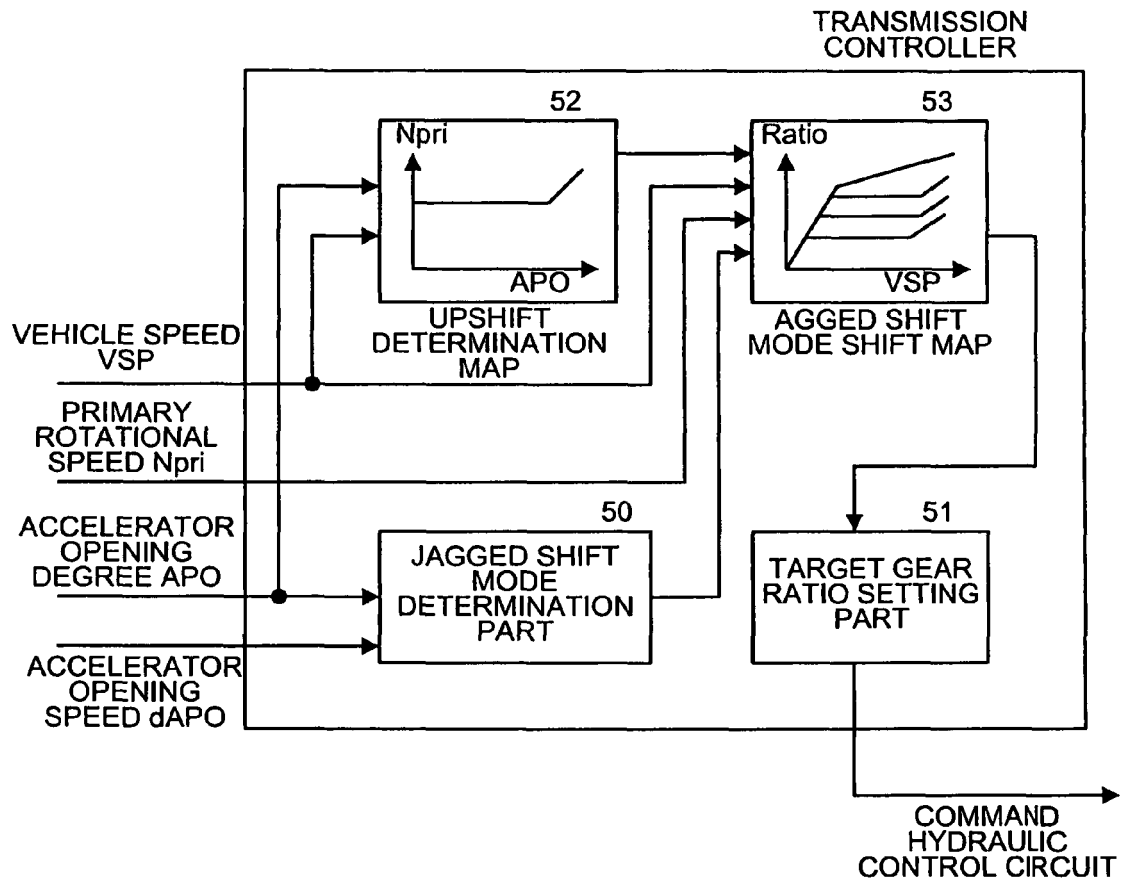 TRANSMISSION
CONTROLLER
52
Npri
APO
UPSHIFT
DETERMINATION
MAP
53
Ratio
VSP
AGGED SHIFT
MODE SHIFT MAP
VEHICLE SPEED
VSP
PRIMARY
ROTATIONAL
SPEED Npri
ACCELERATOR
OPENING
DEGREE APO
ACCELERATOR
OPENING
SPEED dAPO
50
JAGGED SHIFT
MODE
DETERMINATION
PART
51
TARGET GEAR
RATIO SETTING
PART
COMMAND
HYDRAULIC
CONTROL CIRCUIT